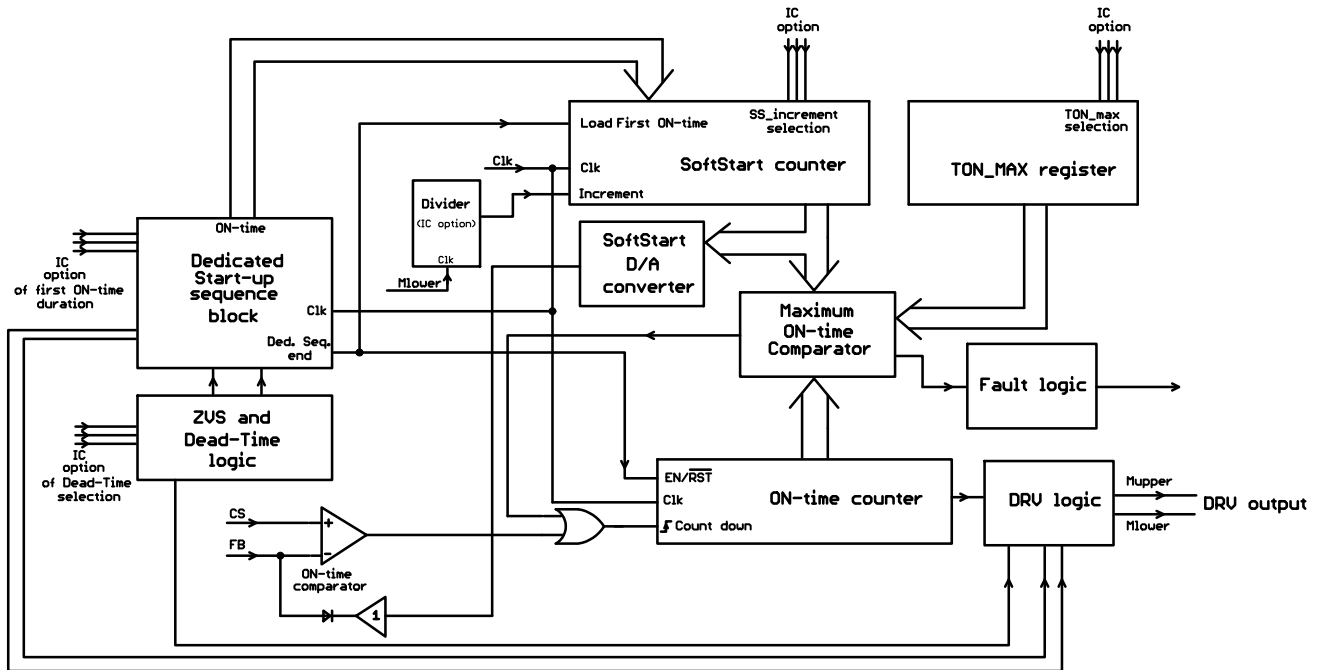 IC
option
IC
option
Load First ON-time
SS_increment
selection
Clk
Clk
SoftStart counter
Increment
TON_max
selection
TON_MAX register
Divider
(IC option)
Clk
Mlower
SoftStart
D/A
converter
ON-time
Dedicated
Start-up
sequence
block
Clk
Ded. Seq.
end
IC
option
of first ON-time
duration
Maximum
ON-time
Comparator
Fault logic
ZVS and
Dead-Time
logic
IC
option
of Dead-Time
selection
EN/RST
Clk
Count down
ON-time counter
DRV logic
Mupper
Mlower
DRV output
CS
FB
+
-
ON-time
comparator
1